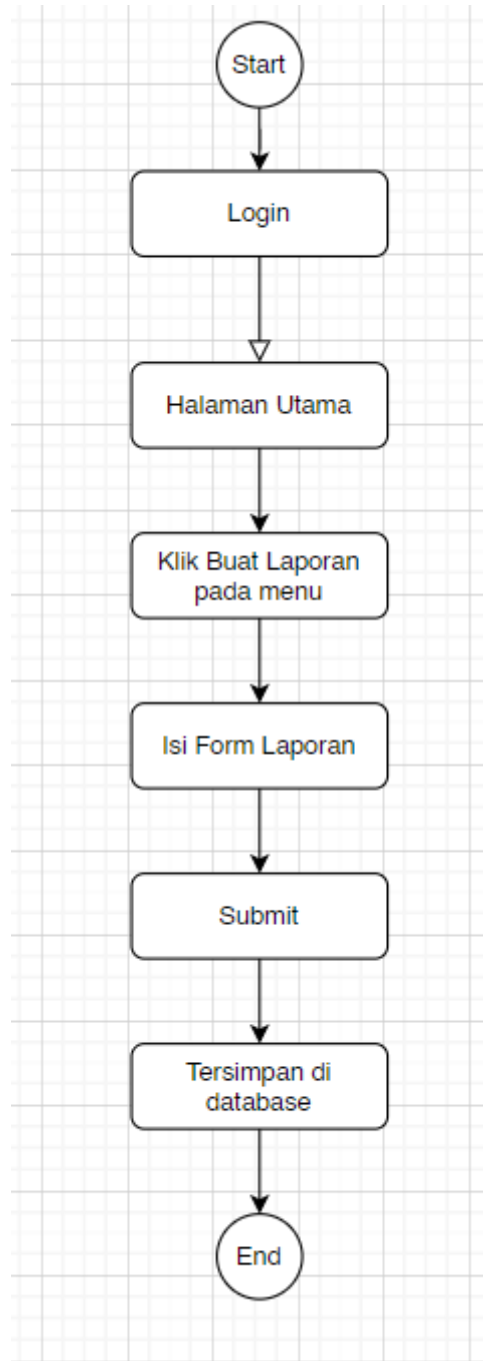 Start
Login
Halaman Utama
Klik Buat Laporan
pada menu
Isi Form Laporan
Submit
Tersimpan di
database
End